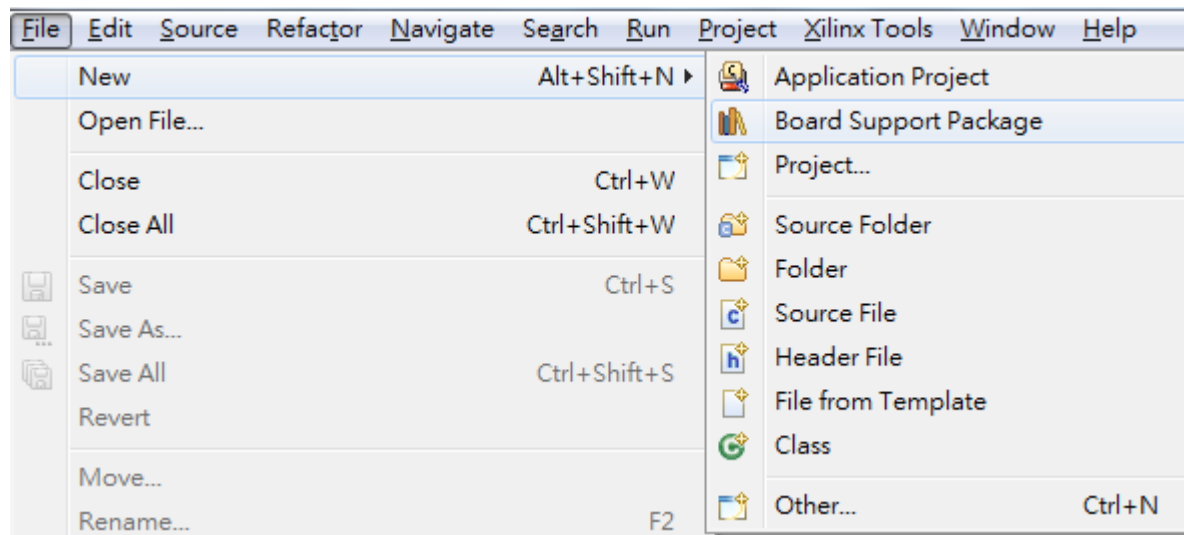 File Edit Source Refactor Navigate Search Run Project Xilinx Tools Window Help
New Alt+Shift+N
Open File...
Close Ctrl+W
Close All Ctrl+Shift+W
Save Ctrl+S
Save As...
Save All Ctrl+Shift+S
Revert
Move...
Rename... F2
Application Project
Board Support Package
Project...
Source Folder
Folder
Source File
Header File
File from Template
Class
Other... Ctrl+N